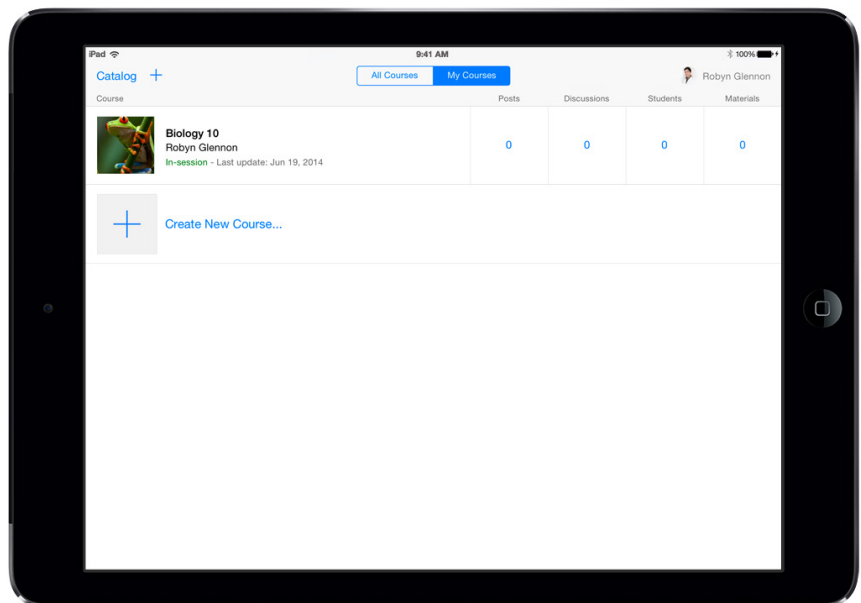 iPad 9:41 AM 100%
Catalog + All Courses My Courses Robyn Glennon
Course Posts Discussions Students Materials
Biology 10
Robyn Glennon
In-session - Last update: Jun 19, 2014
0 0 0 0
Create New Course...